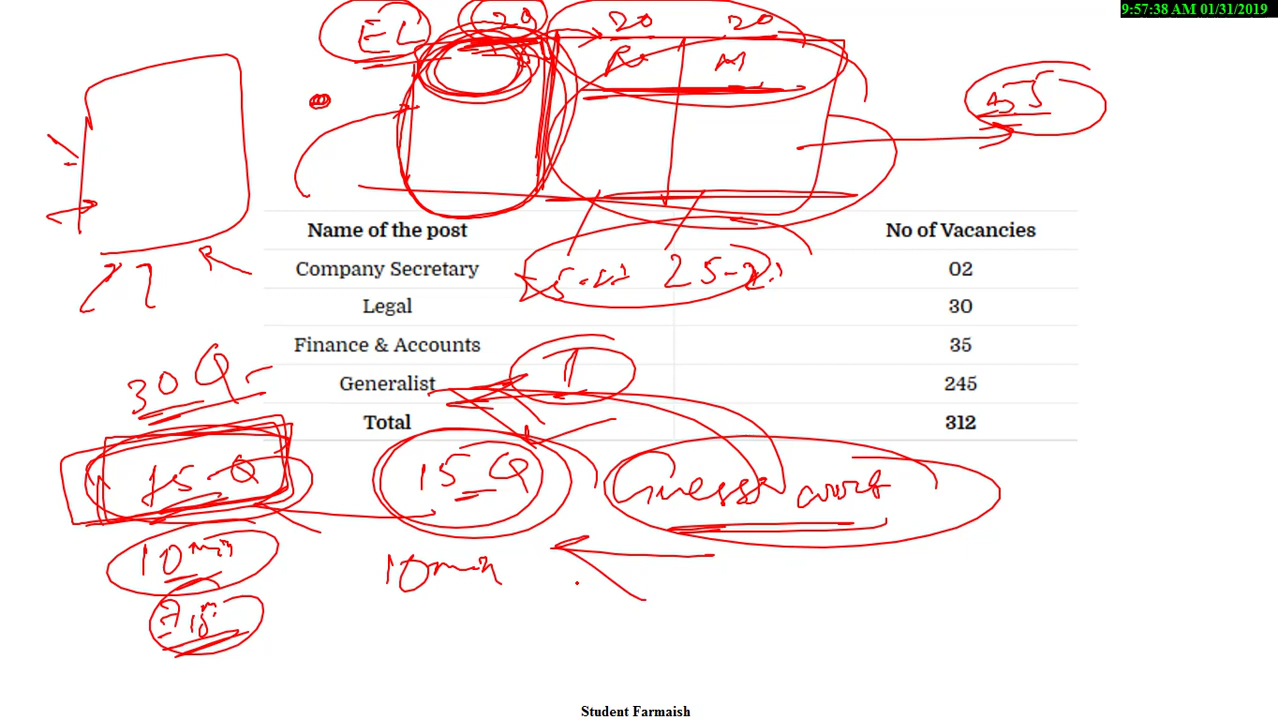 9:57:38 AM 01/31/2019
EL 20 20 20
M
Name of the post No of Vacancies
Company Secretary 02
Legal 30
Finance & Accounts 35
Generalist 245
Total 312
30 Q
15-Q 15 Q Guess work
10 min 10 min
Student Farmaish